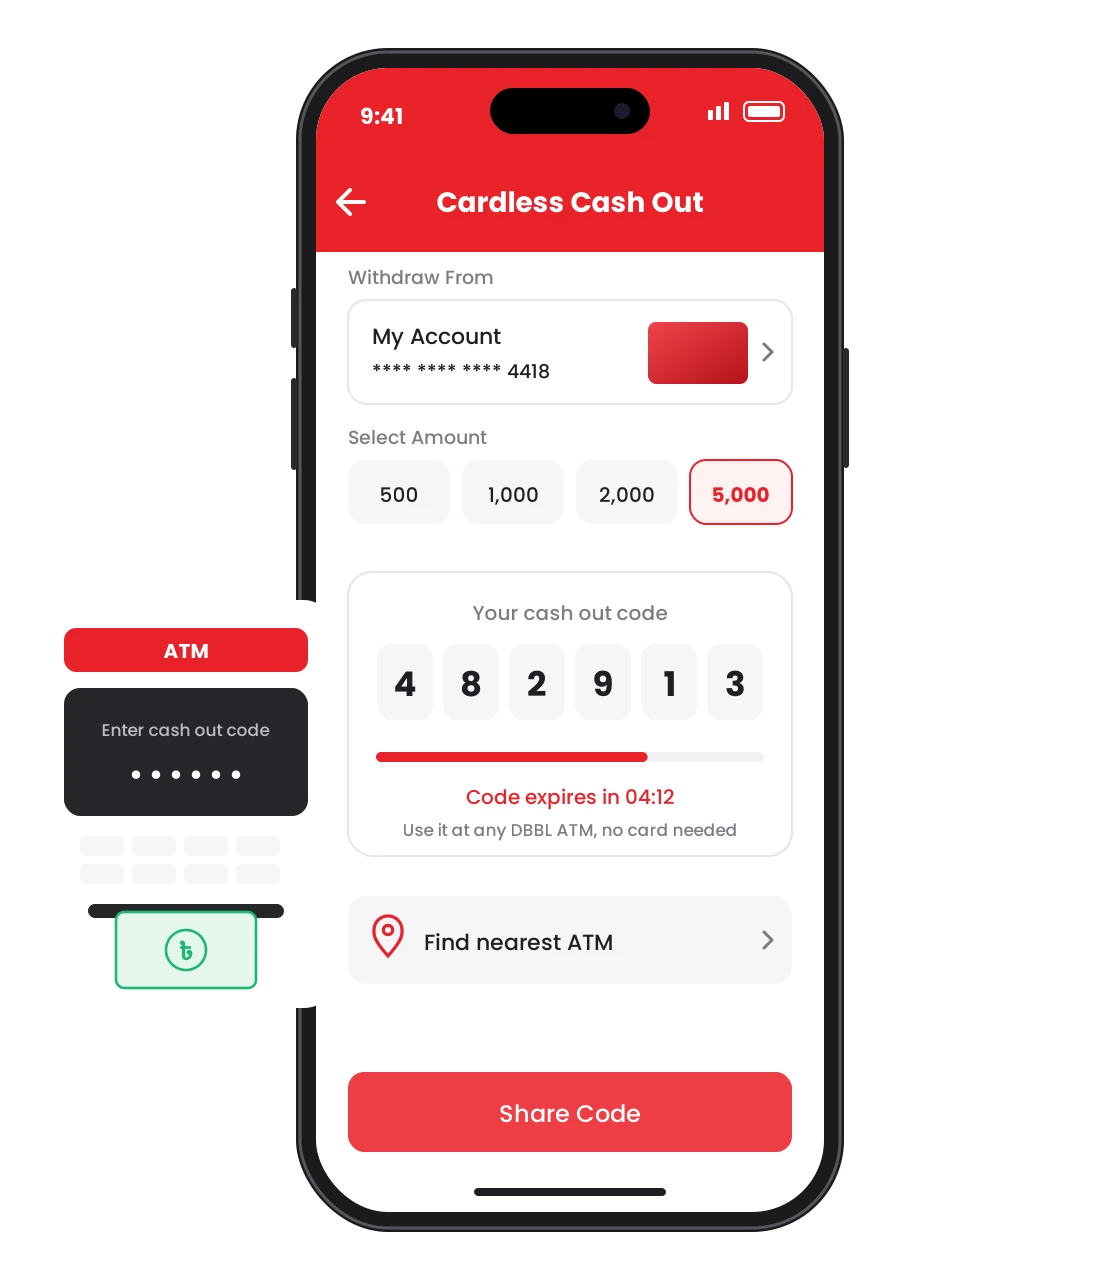 9:41
Cardless Cash Out
Withdraw From
My Account
**** **** **** 4418
Select Amount
500 1,000 2,000 5,000
Your cash out code
4 8 2 9 1 3
Code expires in 04:12
Use it at any DBBL ATM, no card needed
ATM
Enter cash out code
৳
Find nearest ATM
Share Code